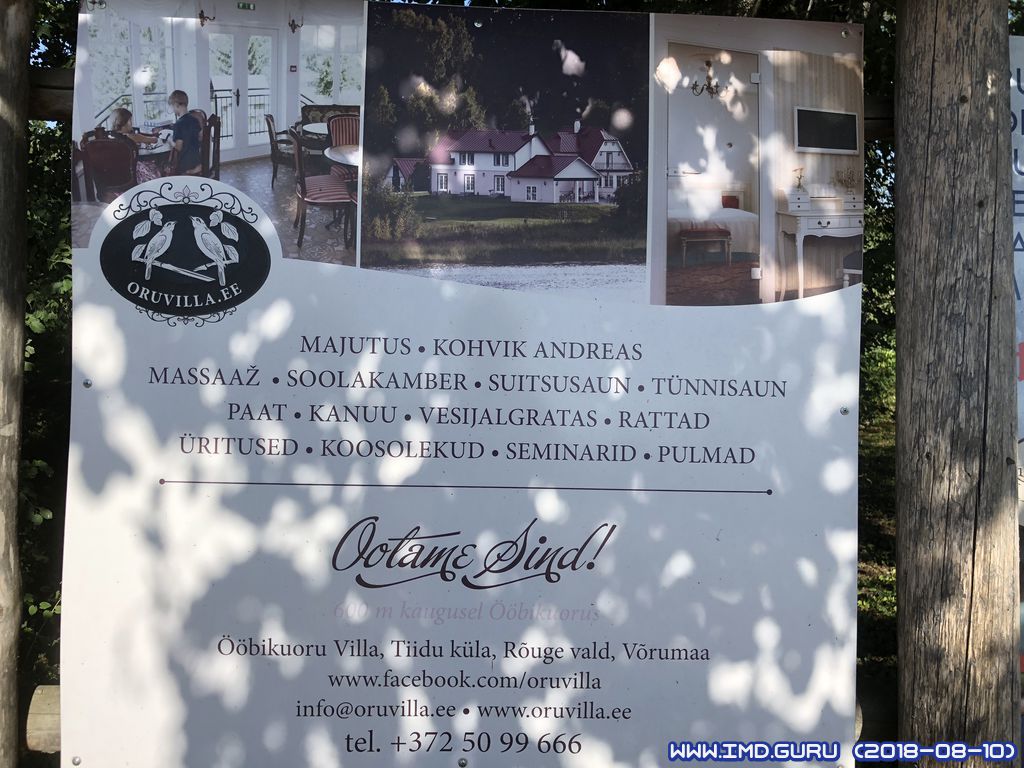 ORUVILLA.EE
MAJUTUS • KOHVIK ANDREAS
MASSAAŽ • SOOLAKAMBER • SUITSUSAUN • TÜNNISAUN
PAAT • KANUU • VESIJALGRATAS • RATTAD
ÜRITUSED • KOOSOLEKUD • SEMINARID • PULMAD
Ootame Sind!
600 m kaugusel Ööbikuorus
Ööbikuoru Villa, Tiidu küla, Rõuge vald, Võrumaa
www.facebook.com/oruvilla
info@oruvilla.ee • www.oruvilla.ee
tel. +372 50 99 666
WWW.IMD.GURU (2018-08-10)